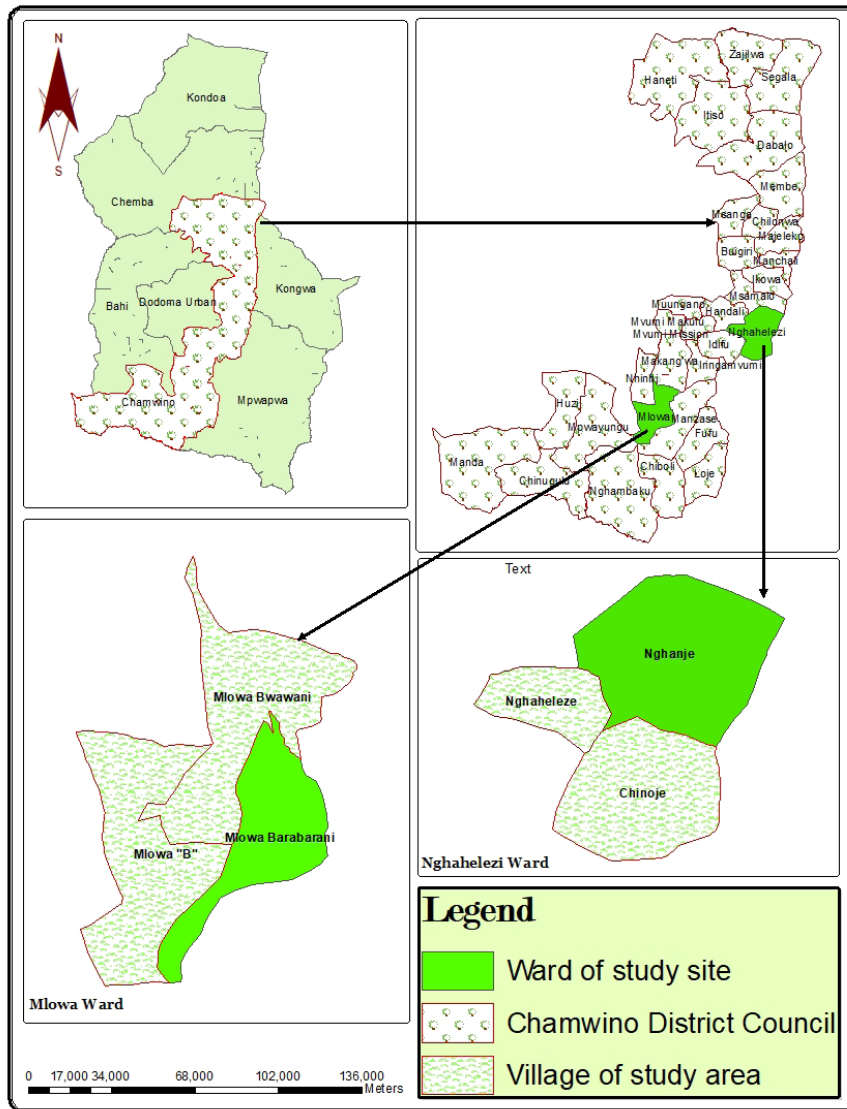 N
S
Kondoa
Chemba
Bahi
Dodoma Urban
Kongwa
Chamwino
Mpwapwa
Zajilwa
Haneti
Segala
Itiso
Dabalo
Membe
Msanga
Chilonwa
Majeleko
Buigiri
Manchali
Ikowa
Msamalo
Muungano
Handali
Mvumi Makulu
Nghahelezi
Mvumi Mission
Idifu
Makang'wa
Iringamvumi
Nhinhi
Huzi
Mlowa
Manzase
Mpwayungu
Fufu
Manda
Chiboli
Loje
Chinugulu
Nghambaku
Text
Mlowa Bwawani
Mlowa Barabarani
Mlowa "B"
Mlowa Ward
Nghanje
Nghaheleze
Chinoje
Nghahelezi Ward
Legend
Ward of study site
Chamwino District Council
Village of study area
0 17,000 34,000 68,000 102,000 136,000
Meters